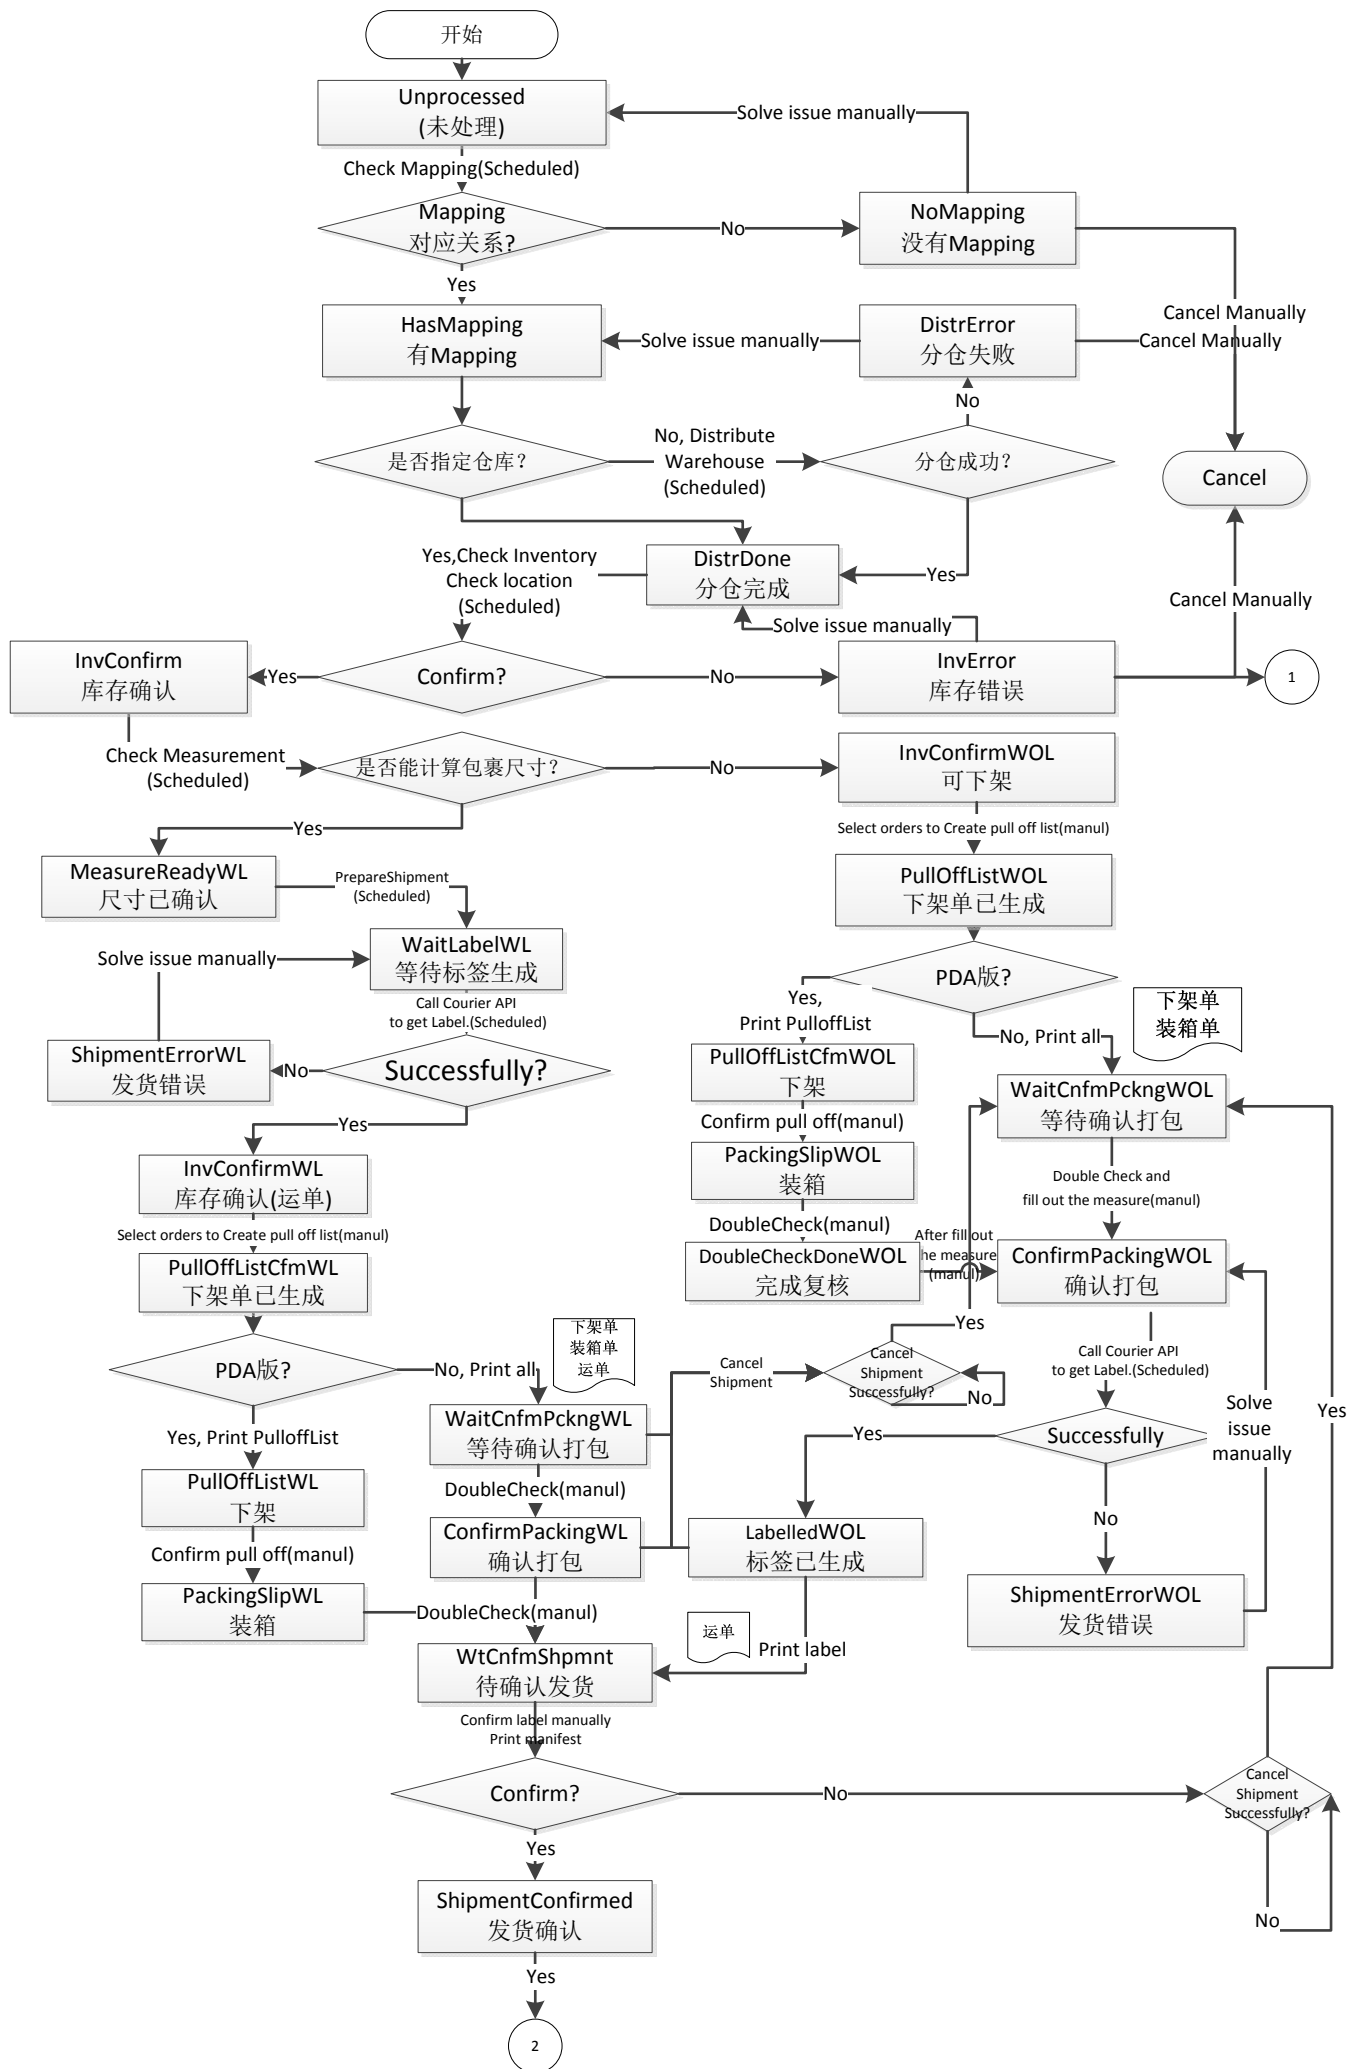 开始
Unprocessed
(未处理)
Solve issue manually
Check Mapping(Scheduled)
Mapping
对应关系?
No
NoMapping
没有Mapping
Yes
Cancel Manually
HasMapping
有Mapping
Solve issue manually
DistrError
分仓失败
Cancel Manually
No
是否指定仓库?
No, Distribute
Warehouse
(Scheduled)
分仓成功?
Cancel
Yes,Check Inventory
Check location
(Scheduled)
DistrDone
分仓完成
Yes
Cancel Manually
Solve issue manually
InvConfirm
库存确认
Yes
Confirm?
No
InvError
库存错误
1
Check Measurement
(Scheduled)
是否能计算包裹尺寸?
No
InvConfirmWOL
可下架
Yes
Select orders to Create pull off list(manul)
MeasureReadyWL
尺寸已确认
PrepareShipment
(Scheduled)
PullOffListWOL
下架单已生成
Solve issue manually
WaitLabelWL
等待标签生成
PDA版?
Call Courier API
to get Label.(Scheduled)
Yes,
Print PulloffList
No, Print all
下架单
装箱单
ShipmentErrorWL
发货错误
No
Successfully?
PullOffListCfmWOL
下架
WaitCnfmPckngWOL
等待确认打包
Yes
Confirm pull off(manul)
InvConfirmWL
库存确认(运单)
PackingSlipWOL
装箱
Double Check and
fill out the measure(manul)
Select orders to Create pull off list(manul)
DoubleCheck(manul)
After fill out
he measure
(manul)
PullOffListCfmWL
下架单已生成
DoubleCheckDoneWOL
完成复核
ConfirmPackingWOL
确认打包
Yes
PDA版?
No, Print all
下架单
装箱单
运单
Cancel
Shipment
Cancel
Shipment
Successfully?
No
Call Courier API
to get Label.(Scheduled)
Solve
issue
manually
Yes
WaitCnfmPckngWL
等待确认打包
Yes
Successfully
Yes, Print PulloffList
PullOffListWL
下架
DoubleCheck(manul)
No
ConfirmPackingWL
确认打包
LabelledWOL
标签已生成
Confirm pull off(manul)
PackingSlipWL
装箱
DoubleCheck(manul)
ShipmentErrorWOL
发货错误
运单
Print label
WtCnfmShpmnt
待确认发货
Confirm label manually
Print manifest
Confirm?
No
Cancel
Shipment
Successfully?
Yes
ShipmentConfirmed
发货确认
No
Yes
2